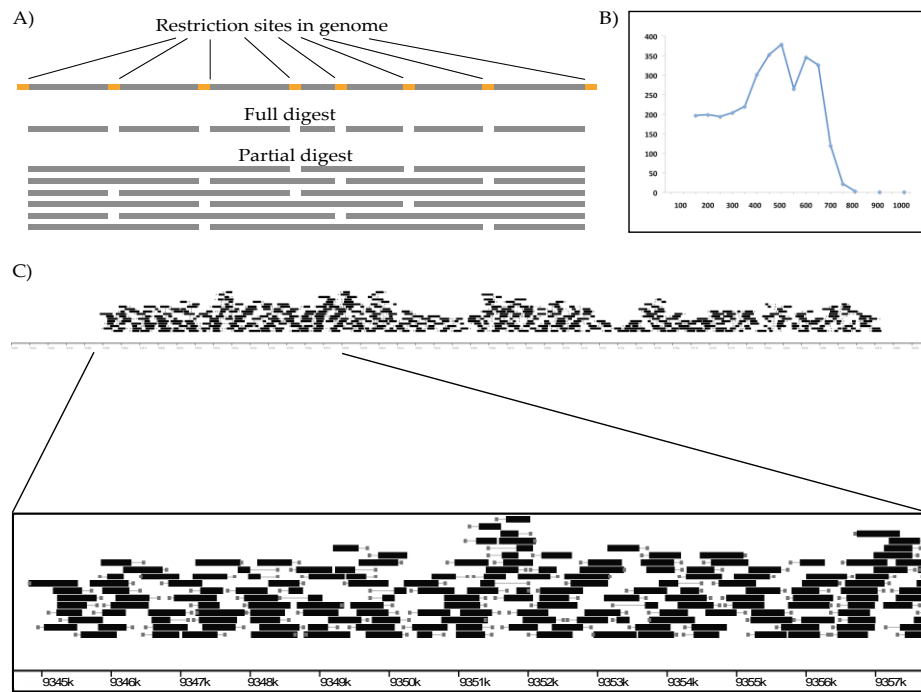 A)
Restriction sites in genome
Full digest
Partial digest
B)
400
350
300
250
200
150
100
50
0
100 200 300 400 500 600 700 800 900 1000
C)
9345k 9346k 9347k 9348k 9349k 9350k 9351k 9352k 9353k 9354k 9355k 9356k 9357k